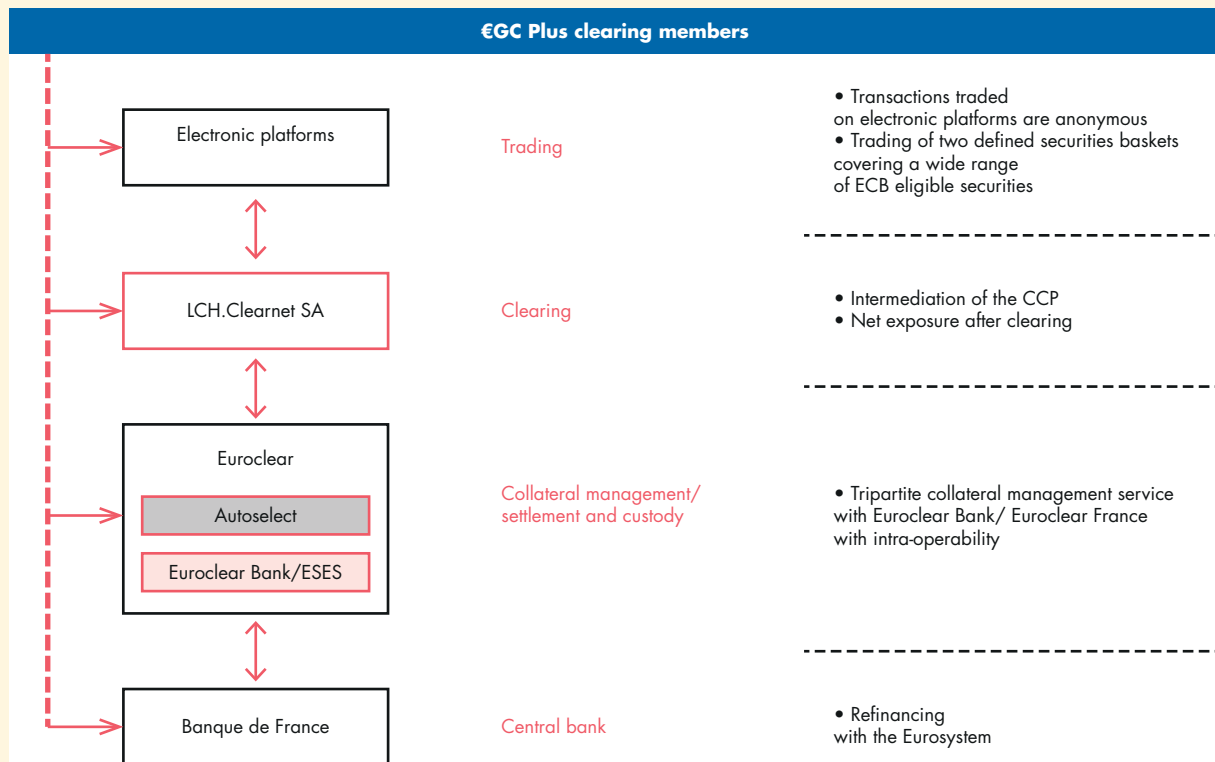 €GC Plus clearing members
Electronic platforms
Trading
• Transactions traded
on electronic platforms are anonymous
• Trading of two defined securities baskets
covering a wide range
of ECB eligible securities
LCH.Clearnet SA
Clearing
• Intermediation of the CCP
• Net exposure after clearing
Euroclear
Autoselect
Euroclear Bank/ESES
Collateral management/
settlement and custody
• Tripartite collateral management service
with Euroclear Bank/ Euroclear France
with intra-operability
Banque de France
Central bank
• Refinancing
with the Eurosystem